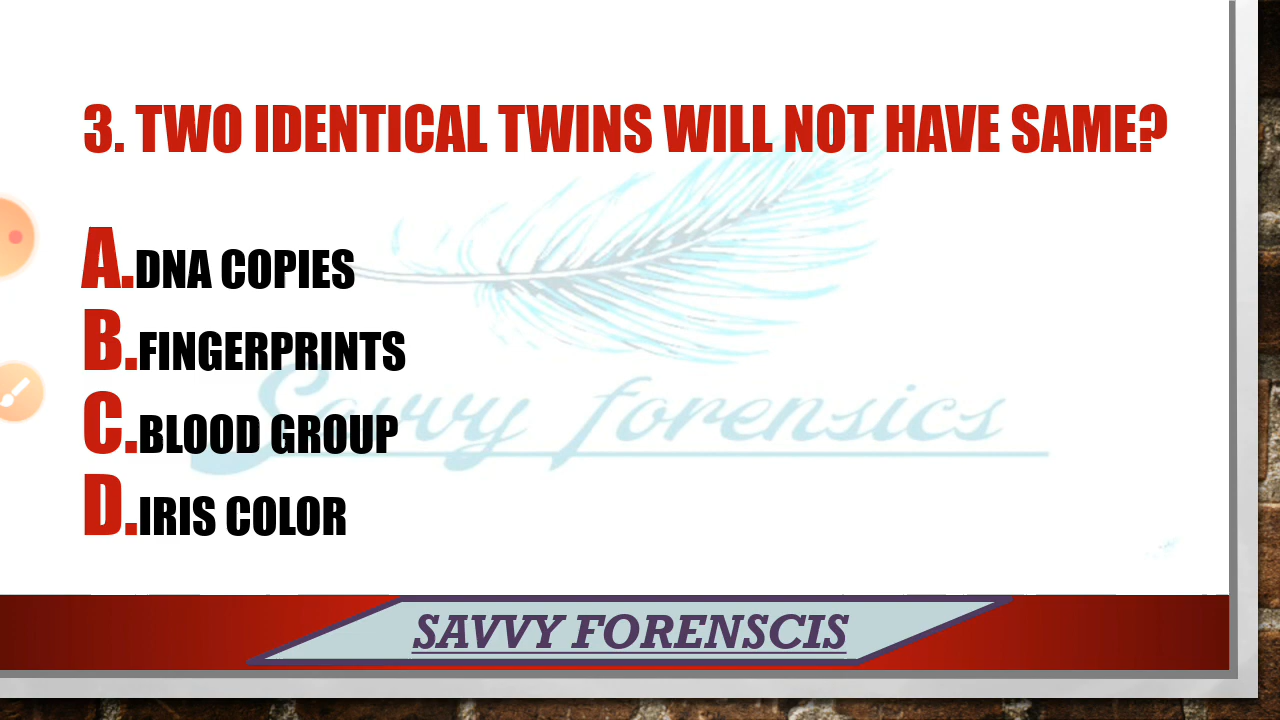 3. TWO IDENTICAL TWINS WILL NOT HAVE SAME?
A.DNA COPIES
B.FINGERPRINTS
C.BLOOD GROUP
D.IRIS COLOR
Savvy forensics
SAVVY FORENSCIS